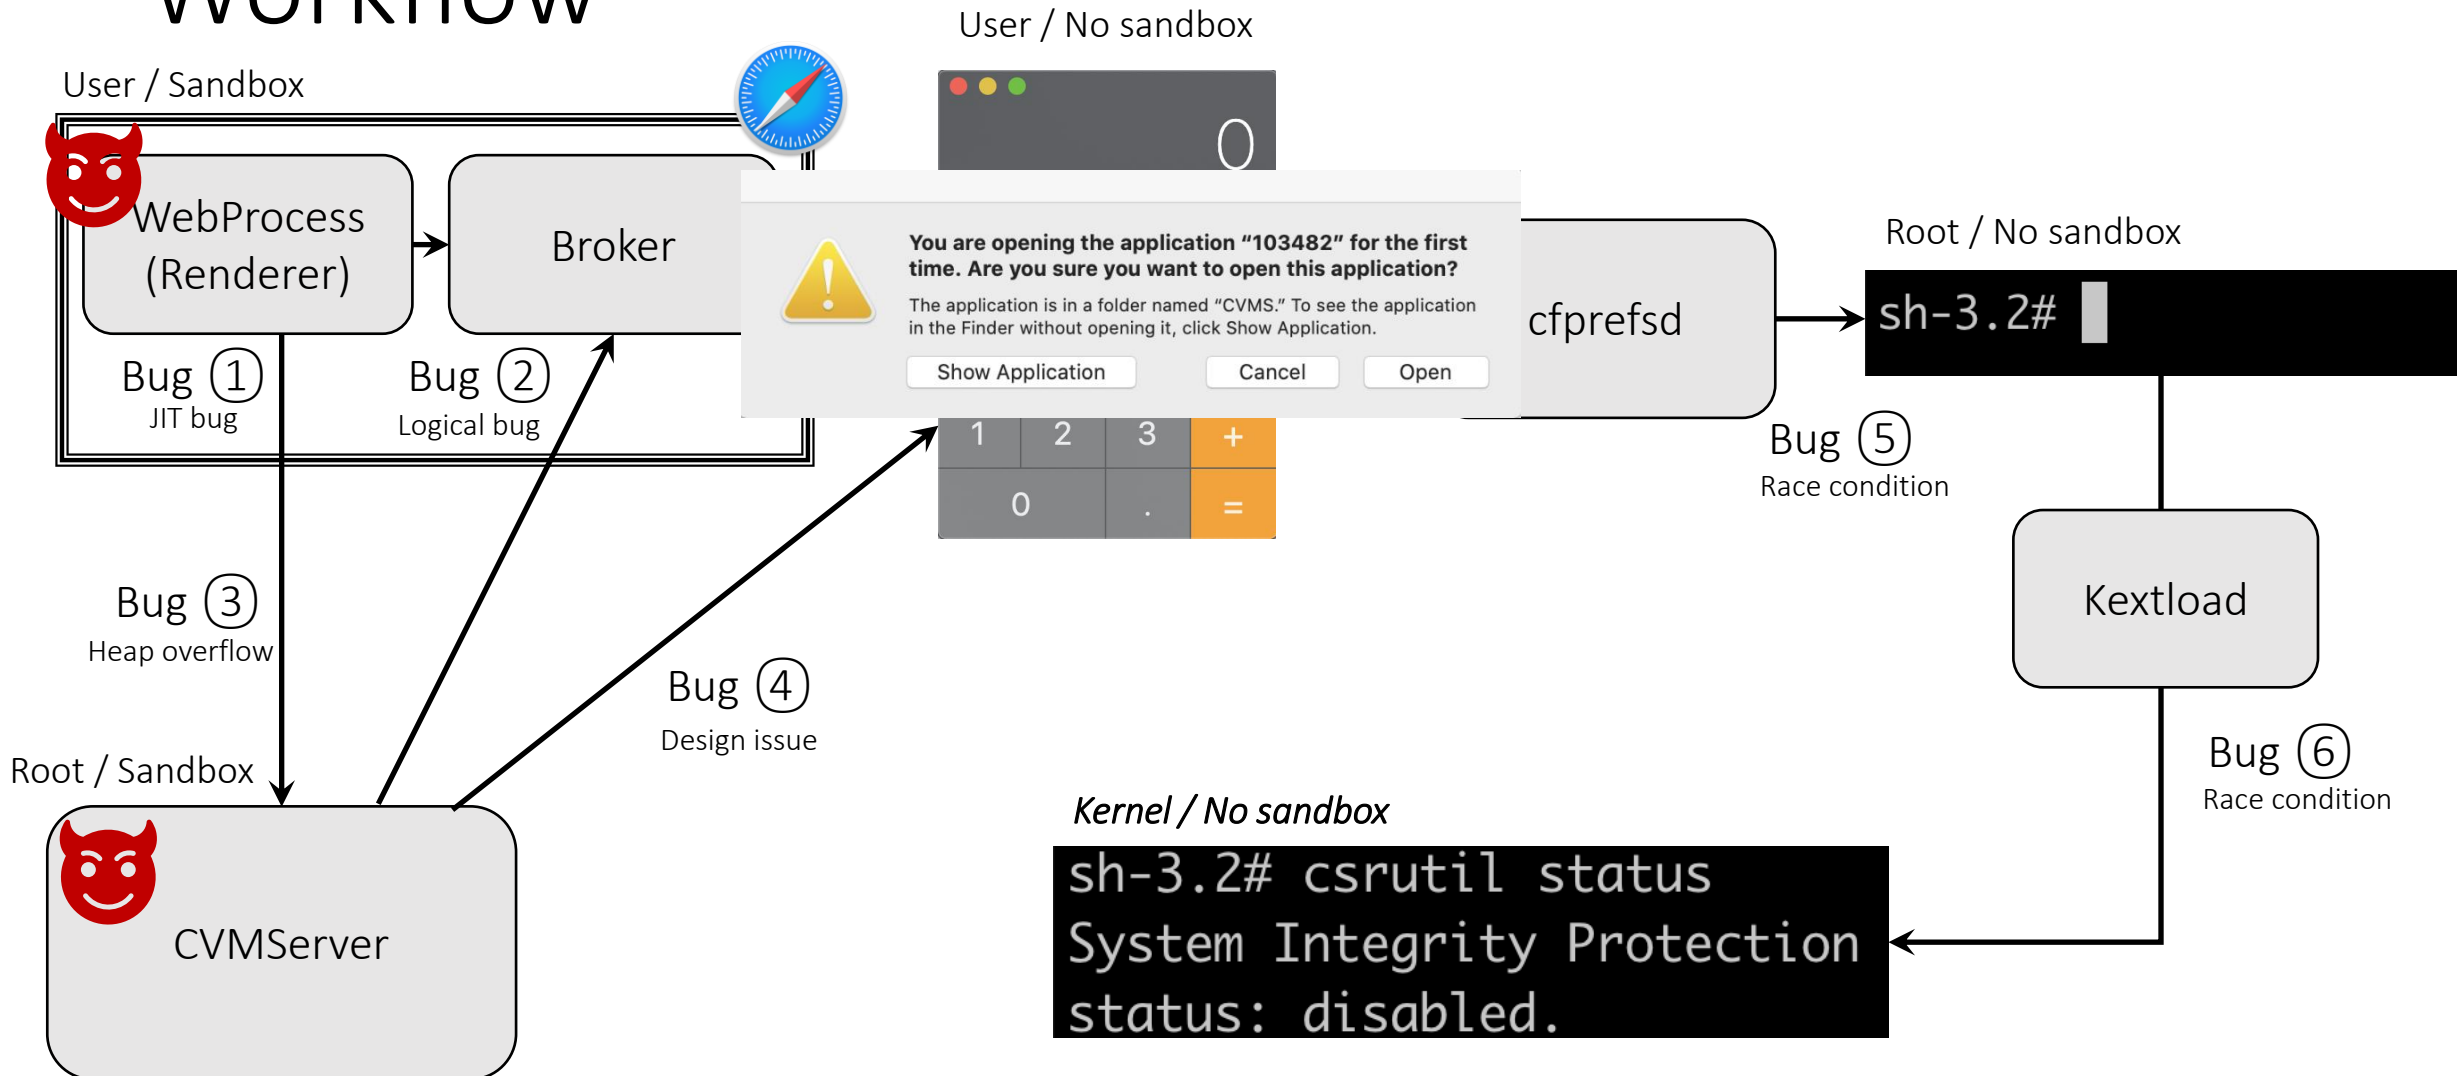 Workflow
User / No sandbox
User / Sandbox
0
WebProcess
(Renderer)
Broker
Bug ①
JIT bug
Bug ②
Logical bug
You are opening the application “103482” for the first
time. Are you sure you want to open this application?
The application is in a folder named “CVMS.” To see the application
in the Finder without opening it, click Show Application.
Show Application
Cancel
Open
1 2 3 +
0 . =
cfprefsd
Root / No sandbox
sh-3.2#
Bug ⑤
Race condition
Kextload
Bug ③
Heap overflow
Bug ④
Design issue
Root / Sandbox
CVMServer
Bug ⑥
Race condition
Kernel / No sandbox
sh-3.2# csrutil status
System Integrity Protection
status: disabled.